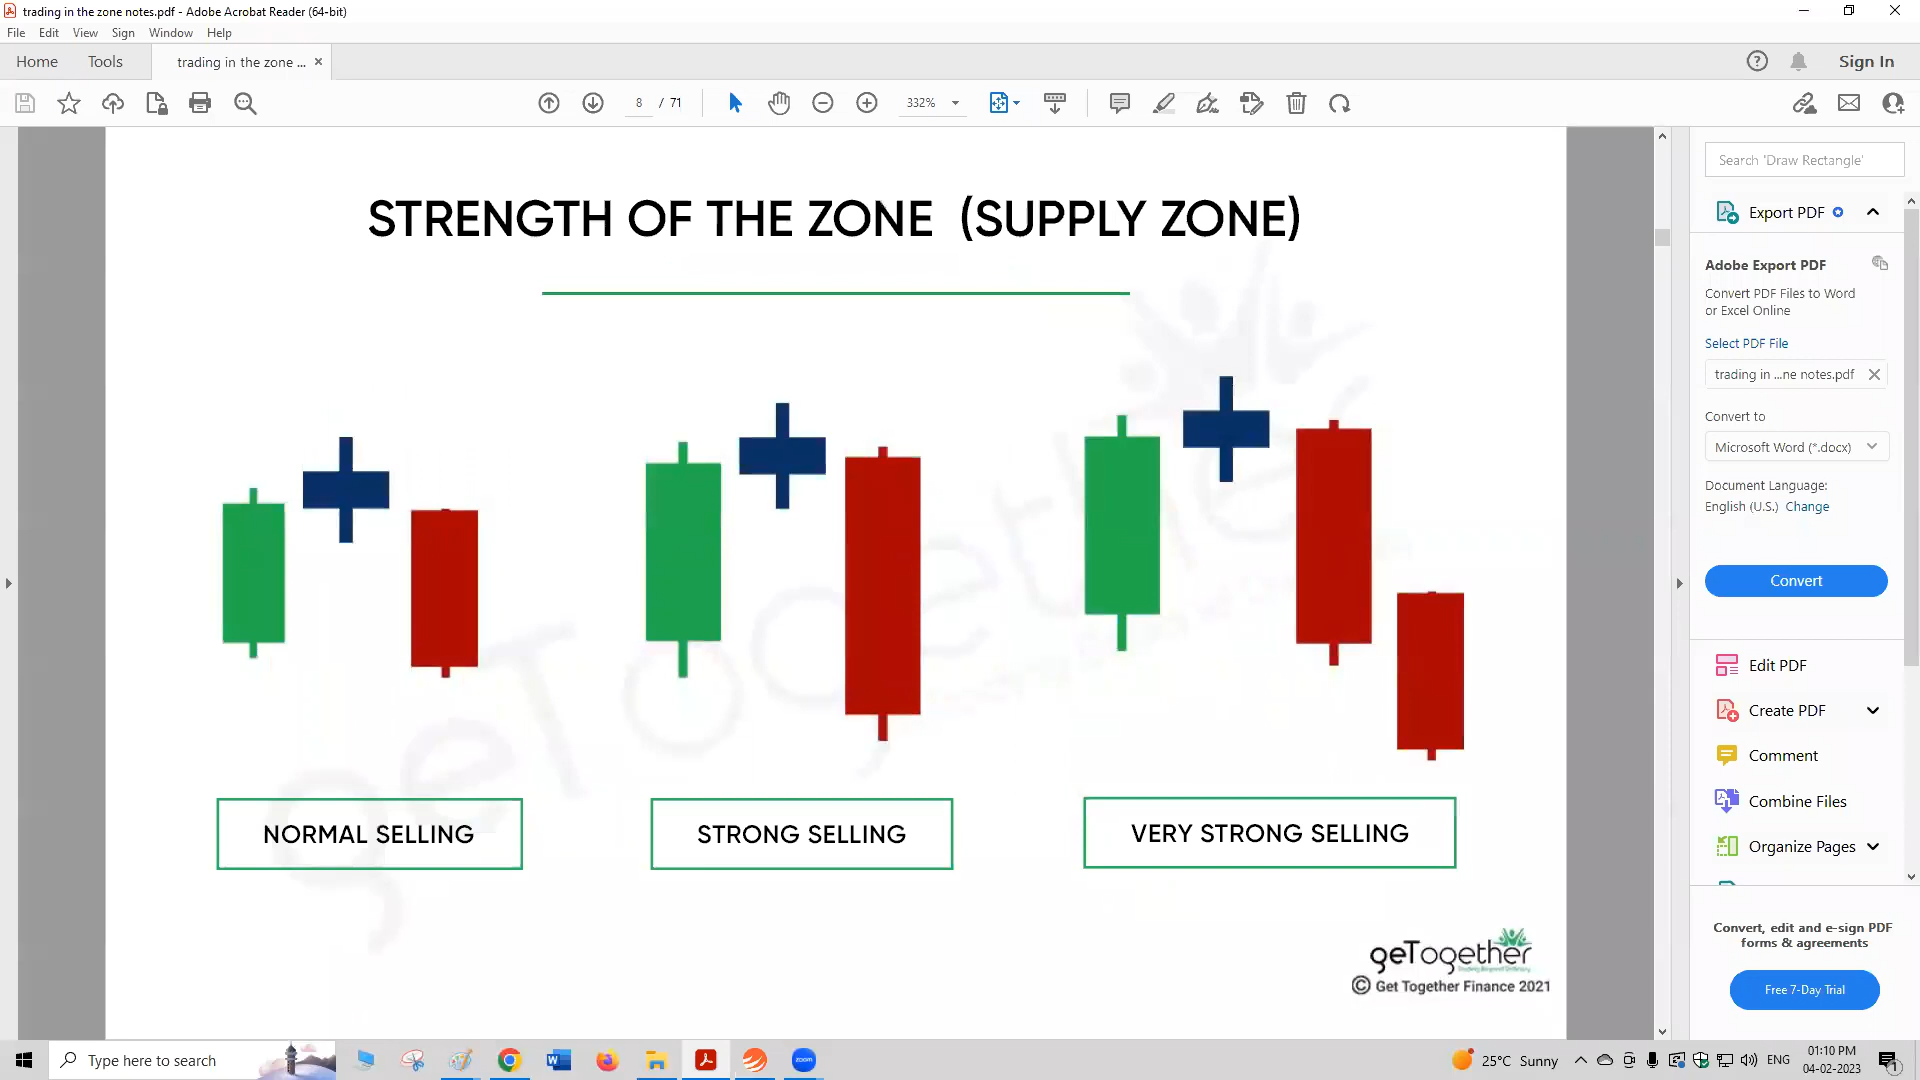 trading in the zone notes.pdf - Adobe Acrobat Reader (64-bit)
File Edit View Sign Window Help
Home Tools trading in the zone ... × Sign In
8 / 71 332%
STRENGTH OF THE ZONE (SUPPLY ZONE)
NORMAL SELLING
STRONG SELLING
VERY STRONG SELLING
geTogether
geTogether
© Get Together Finance 2021
Search 'Draw Rectangle'
Export PDF
Adobe Export PDF
Convert PDF Files to Word
or Excel Online
Select PDF File
trading in ...ne notes.pdf
Convert to
Microsoft Word (*.docx)
Document Language:
English (U.S.) Change
Convert
Edit PDF
Create PDF
Comment
Combine Files
Organize Pages
Convert, edit and e-sign PDF
forms & agreements
Free 7-Day Trial
Type here to search
zoom
25°C Sunny
ENG
01:10 PM
04-02-2023
1